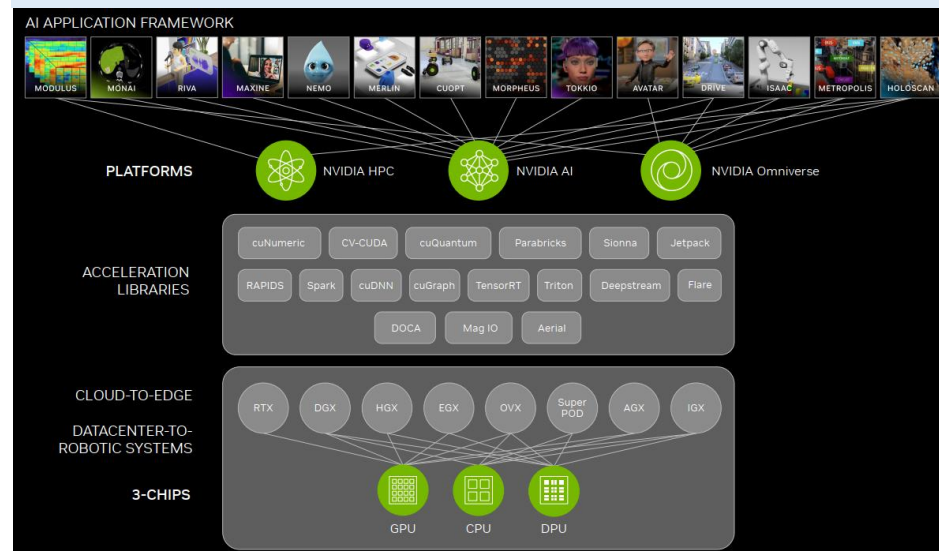 AI APPLICATION FRAMEWORK
MODULUS MONAI RIVA MAXINE NEMO MERLIN CUOPT MORPHEUS TOKKIO AVATAR DRIVE ISAAC METROPOLIS HOLOSCAN
PLATFORMS NVIDIA HPC NVIDIA AI NVIDIA Omniverse
cuNumeric CV-CUDA cuQuantum Parabricks Sionna Jetpack
ACCELERATION
LIBRARIES
RAPIDS Spark cuDNN cuGraph TensorRT Triton Deepstream Flare
DOCA Mag IO Aerial
CLOUD-TO-EDGE
RTX DGX HGX EGX OVX Super
POD AGX IGX
DATACENTER-TO-
ROBOTIC SYSTEMS
3-CHIPS
GPU CPU DPU